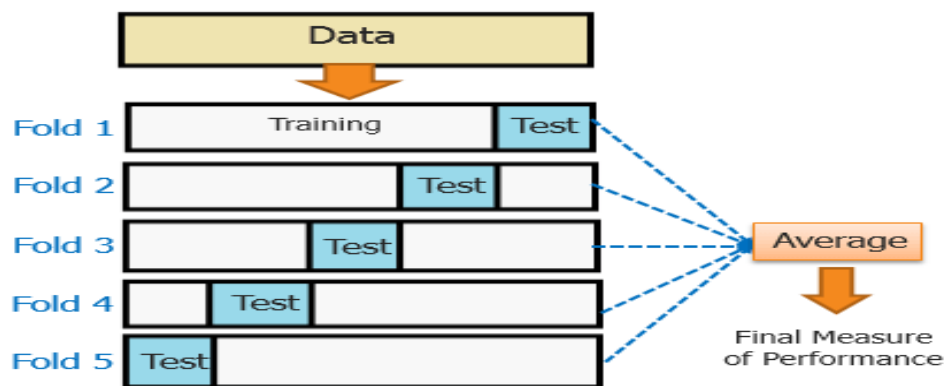 Data
Fold 1 Training Test
Fold 2 Test
Fold 3 Test
Average
Fold 4 Test
Final Measure
of Performance
Fold 5 Test